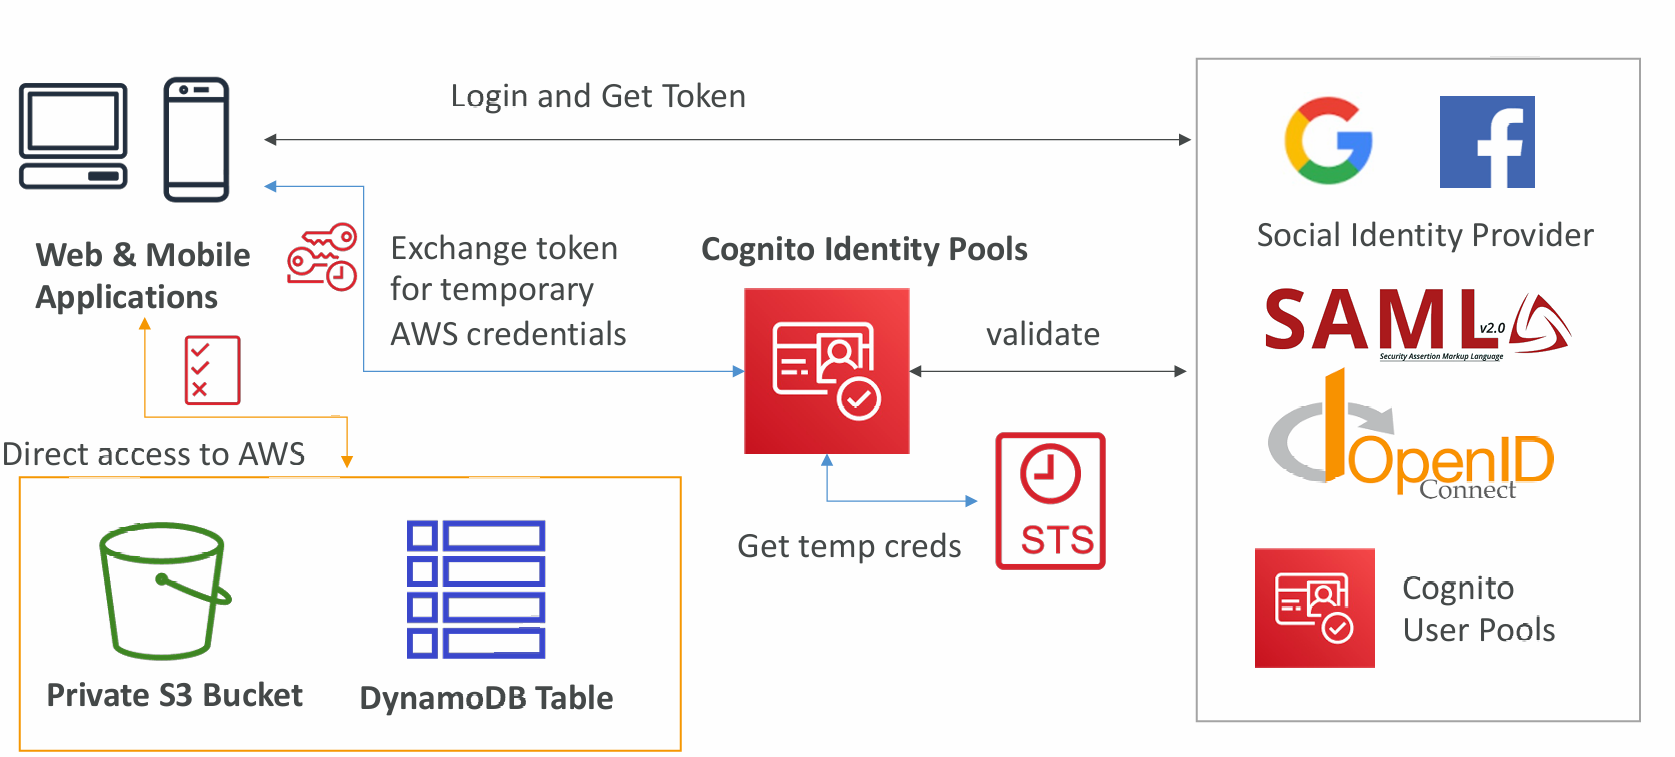 Login and Get Token
Web & Mobile
Applications
Exchange token
for temporary
AWS credentials
Cognito Identity Pools
validate
Social Identity Provider
SAML v2.0
Security Assertion Markup Language
OpenID
Connect
Direct access to AWS
STS
Get temp creds
Cognito
User Pools
Private S3 Bucket
DynamoDB Table